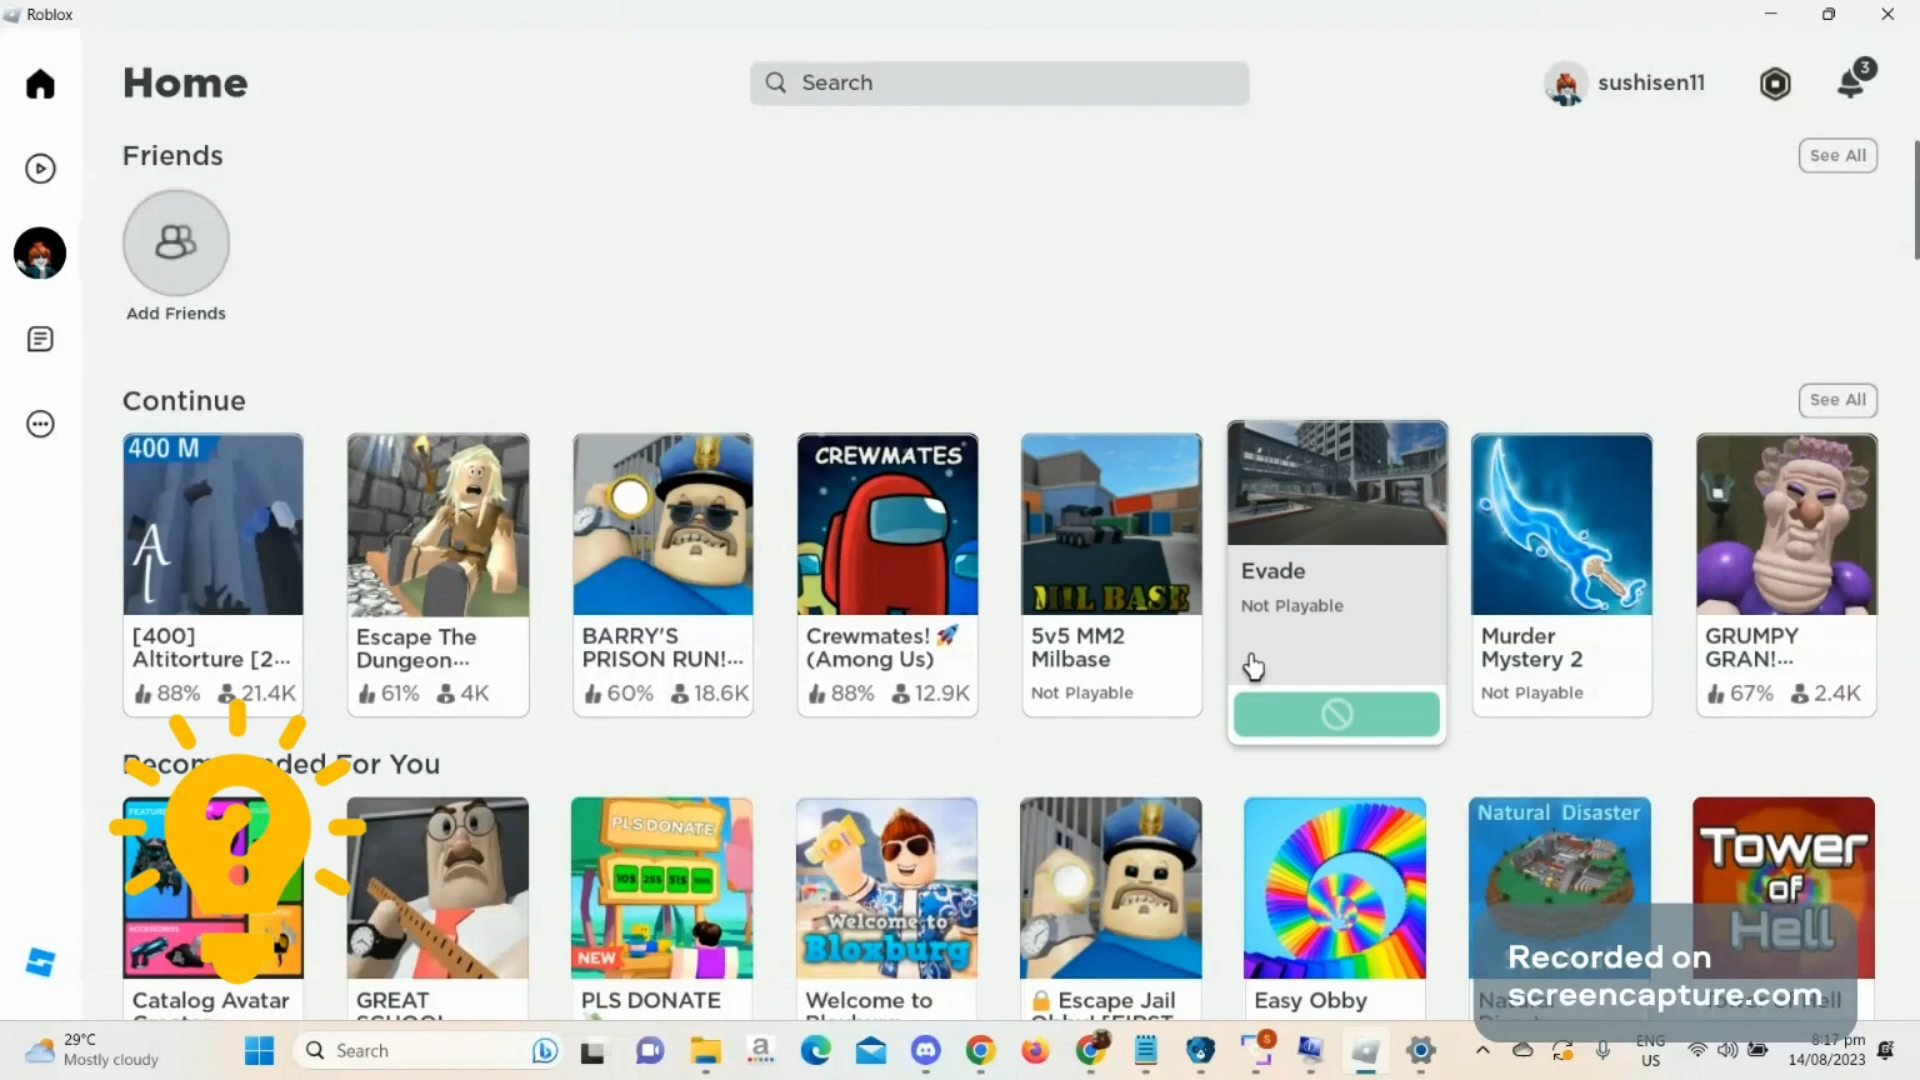 Roblox
Home
Search
sushisen11
3
Friends
See All
Add Friends
Continue
See All
400 M
A
L
CREWMATES
MIL BASE
[400]
Altitorture [2...
88% 21.4K
Escape The
Dungeon...
61% 4K
BARRY'S
PRISON RUN!...
60% 18.6K
Crewmates! 🚀
(Among Us)
88% 12.9K
5v5 MM2
Milbase
Not Playable
Evade
Not Playable
Murder
Mystery 2
Not Playable
GRUMPY
GRAN!...
67% 2.4K
For You
?
ACCESSORIES
PLS DONATE
10$ 25$ 51$
NEW
Welcome to
Bloxburg
Natural Disaster
Tower
of
Hell
Catalog Avatar
GREAT
PLS DONATE
Welcome to
🔒 Escape Jail
Easy Obby
Recorded on
screencapture.com
29°C
Mostly cloudy
Search
a
S
ENG
US
8:17 pm
14/08/2023